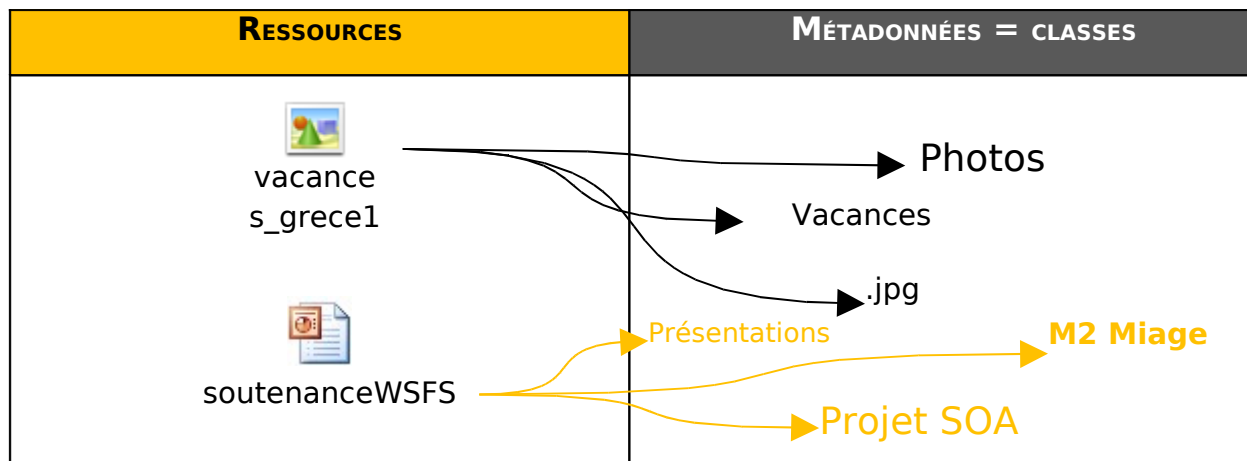 Ressources
Métadonnées = classes
vacance
s_grece1
Photos
Vacances
.jpg
soutenanceWSFS
Présentations
M2 Miage
Projet SOA